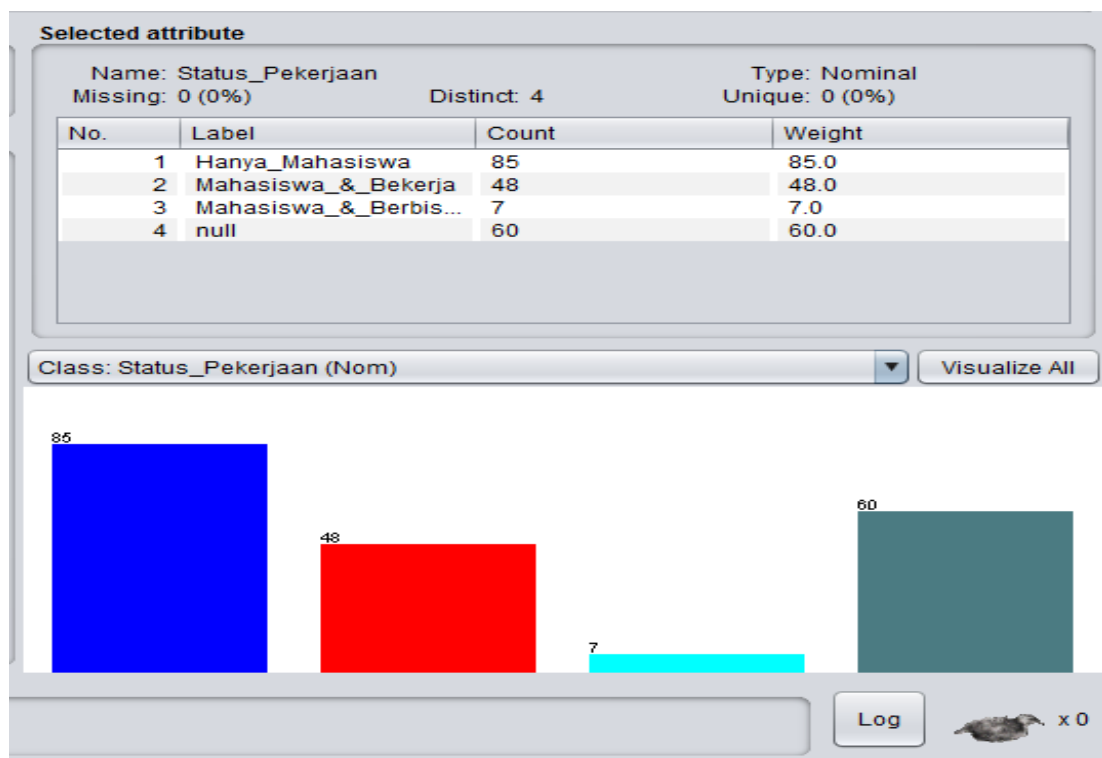 Selected attribute
Name: Status_Pekerjaan Type: Nominal
Missing: 0 (0%) Distinct: 4 Unique: 0 (0%)
No. Label Count Weight
1 Hanya_Mahasiswa 85 85.0
2 Mahasiswa_&_Bekerja 48 48.0
3 Mahasiswa_&_Berbis... 7 7.0
4 null 60 60.0
Class: Status_Pekerjaan (Nom) Visualize All
85
60
48
7
Log x 0